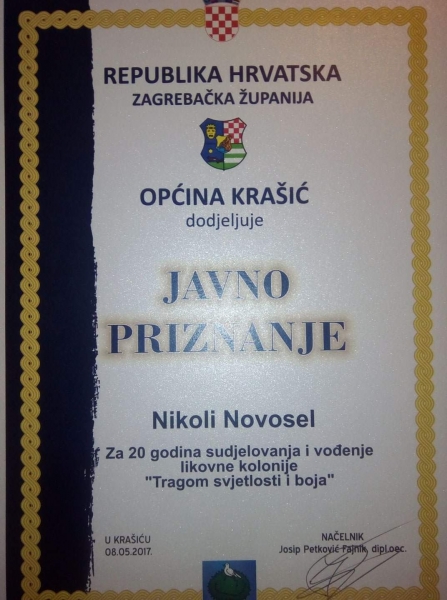 REPUBLIKA HRVATSKA
ZAGREBAČKA ŽUPANIJA
OPĆINA KRAŠIĆ
dodjeljuje
JAVNO
PRIZNANJE
Nikoli Novosel
Za 20 godina sudjelovanja i vođenje
likovne kolonije
"Tragom svjetlosti i boja"
U KRAŠIĆU
08.05.2017.
NAČELNIK
Josip Petković Fajnik, dipl.oec.